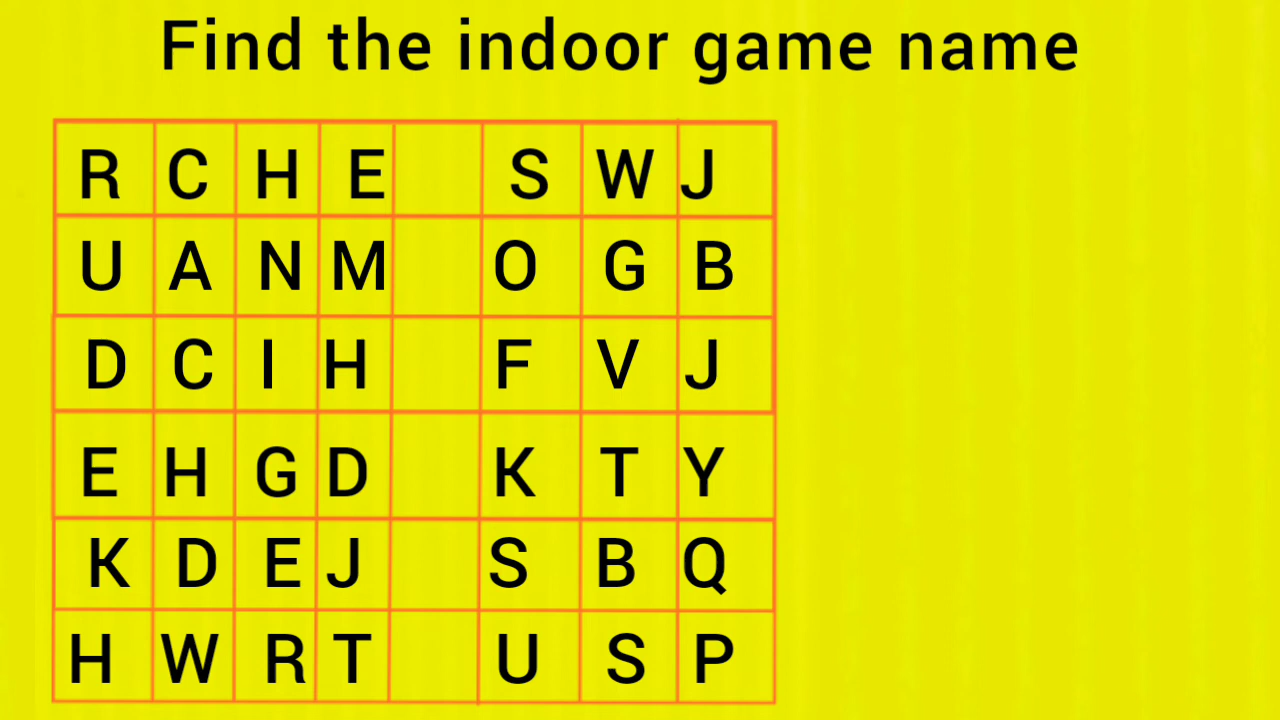 Find the indoor game name
R C H E S W J
U A N M O G B
D C I H F V J
E H G D K T Y
K D E J S B Q
H W R T U S P